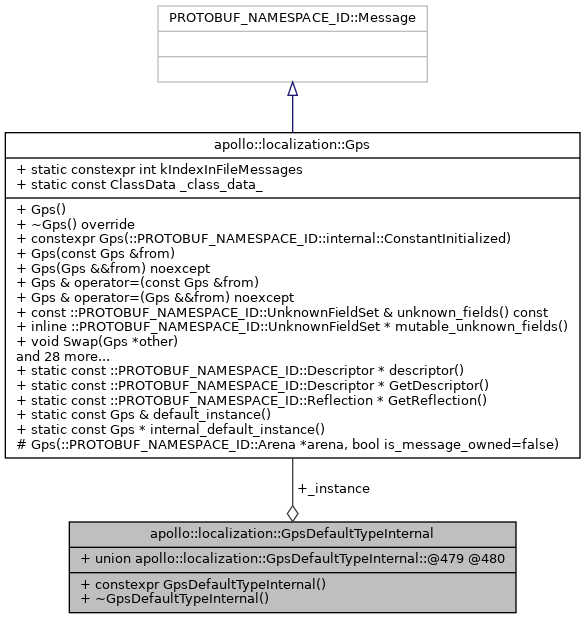 PROTOBUF_NAMESPACE_ID::Message
apollo::localization::Gps
+ static constexpr int kIndexInFileMessages
+ static const ClassData _class_data_
+ Gps()
+ ~Gps() override
+ constexpr Gps(::PROTOBUF_NAMESPACE_ID::internal::ConstantInitialized)
+ Gps(const Gps &from)
+ Gps(Gps &&from) noexcept
+ Gps & operator=(const Gps &from)
+ Gps & operator=(Gps &&from) noexcept
+ const ::PROTOBUF_NAMESPACE_ID::UnknownFieldSet & unknown_fields() const
+ inline ::PROTOBUF_NAMESPACE_ID::UnknownFieldSet * mutable_unknown_fields()
+ void Swap(Gps *other)
and 28 more...
+ static const ::PROTOBUF_NAMESPACE_ID::Descriptor * descriptor()
+ static const ::PROTOBUF_NAMESPACE_ID::Descriptor * GetDescriptor()
+ static const ::PROTOBUF_NAMESPACE_ID::Reflection * GetReflection()
+ static const Gps & default_instance()
+ static const Gps * internal_default_instance()
# Gps(::PROTOBUF_NAMESPACE_ID::Arena *arena, bool is_message_owned=false)
+_instance
apollo::localization::GpsDefaultTypeInternal
+ union apollo::localization::GpsDefaultTypeInternal::@479 @480
+ constexpr GpsDefaultTypeInternal()
+ ~GpsDefaultTypeInternal()